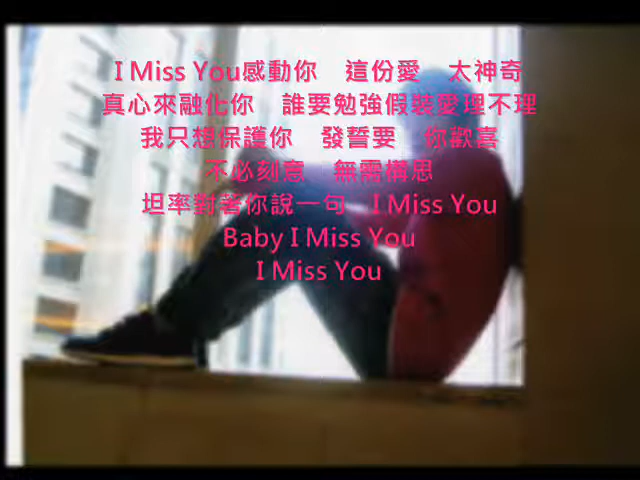 I Miss You感動你　這份愛　太神奇
真心來融化你　誰要勉強假裝愛理不理
我只想保護你　發誓要　你歡喜
不必刻意　無需構思
坦率對著你說一句　I Miss You
Baby I Miss You
I Miss You